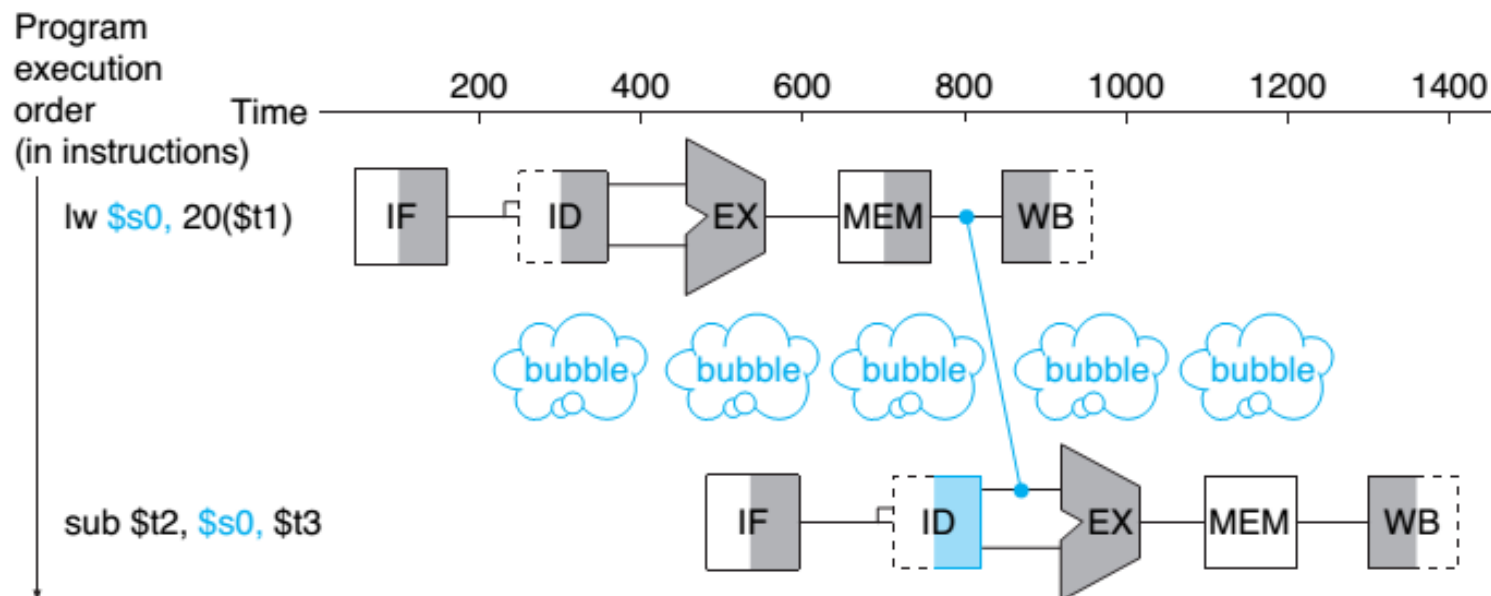 Program
execution
order
(in instructions)
Time
200 400 600 800 1000 1200 1400
lw $s0, 20($t1)
IF ID EX MEM WB
bubble bubble bubble bubble bubble
sub $t2, $s0, $t3
IF ID EX MEM WB